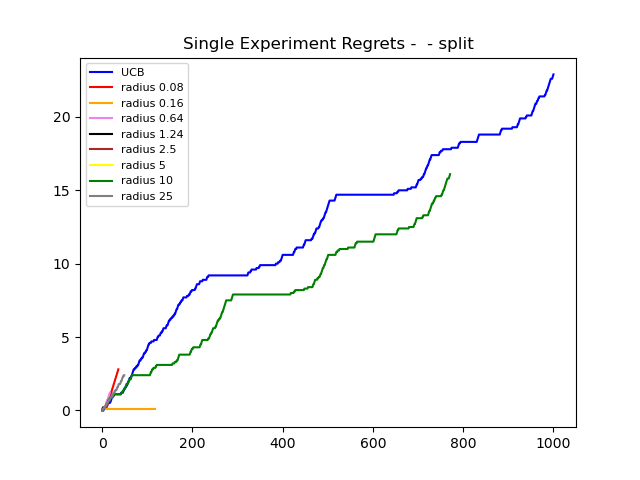 Single Experiment Regrets -  - split
UCB
radius 0.08
radius 0.16
radius 0.64
radius 1.24
radius 2.5
radius 5
radius 10
radius 25
20
15
10
5
0
0 200 400 600 800 1000